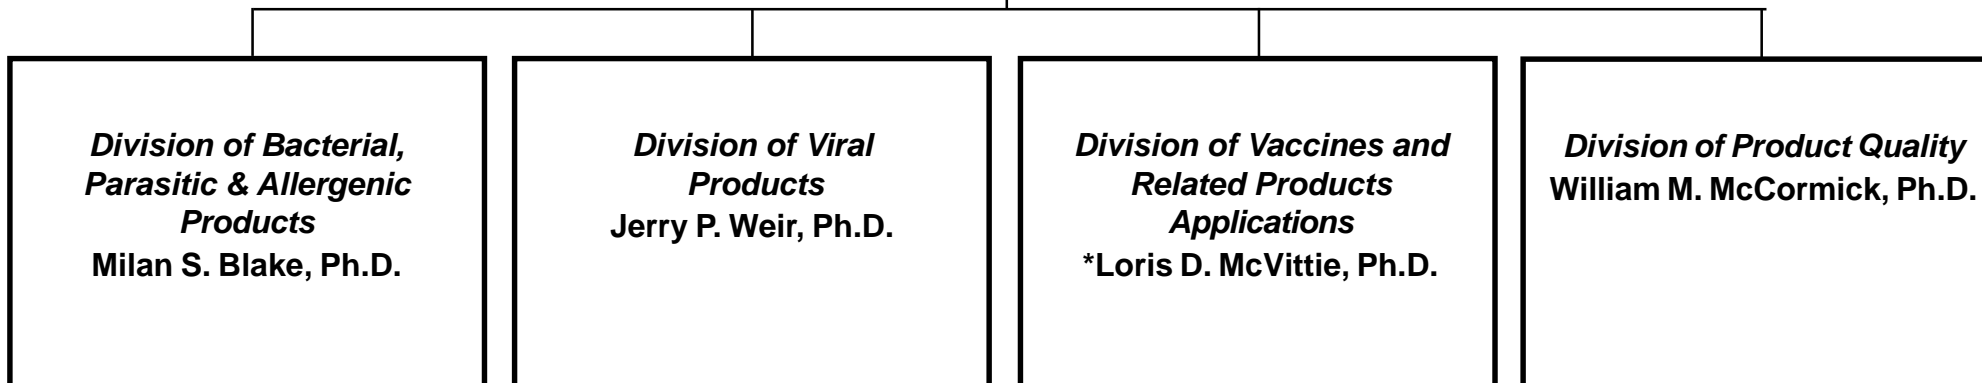 Division of Bacterial,
Parasitic & Allergenic
Products
Milan S. Blake, Ph.D.
Division of Viral
Products
Jerry P. Weir, Ph.D.
Division of Vaccines and
Related Products
Applications
*Loris D. McVittie, Ph.D.
Division of Product Quality
William M. McCormick, Ph.D.